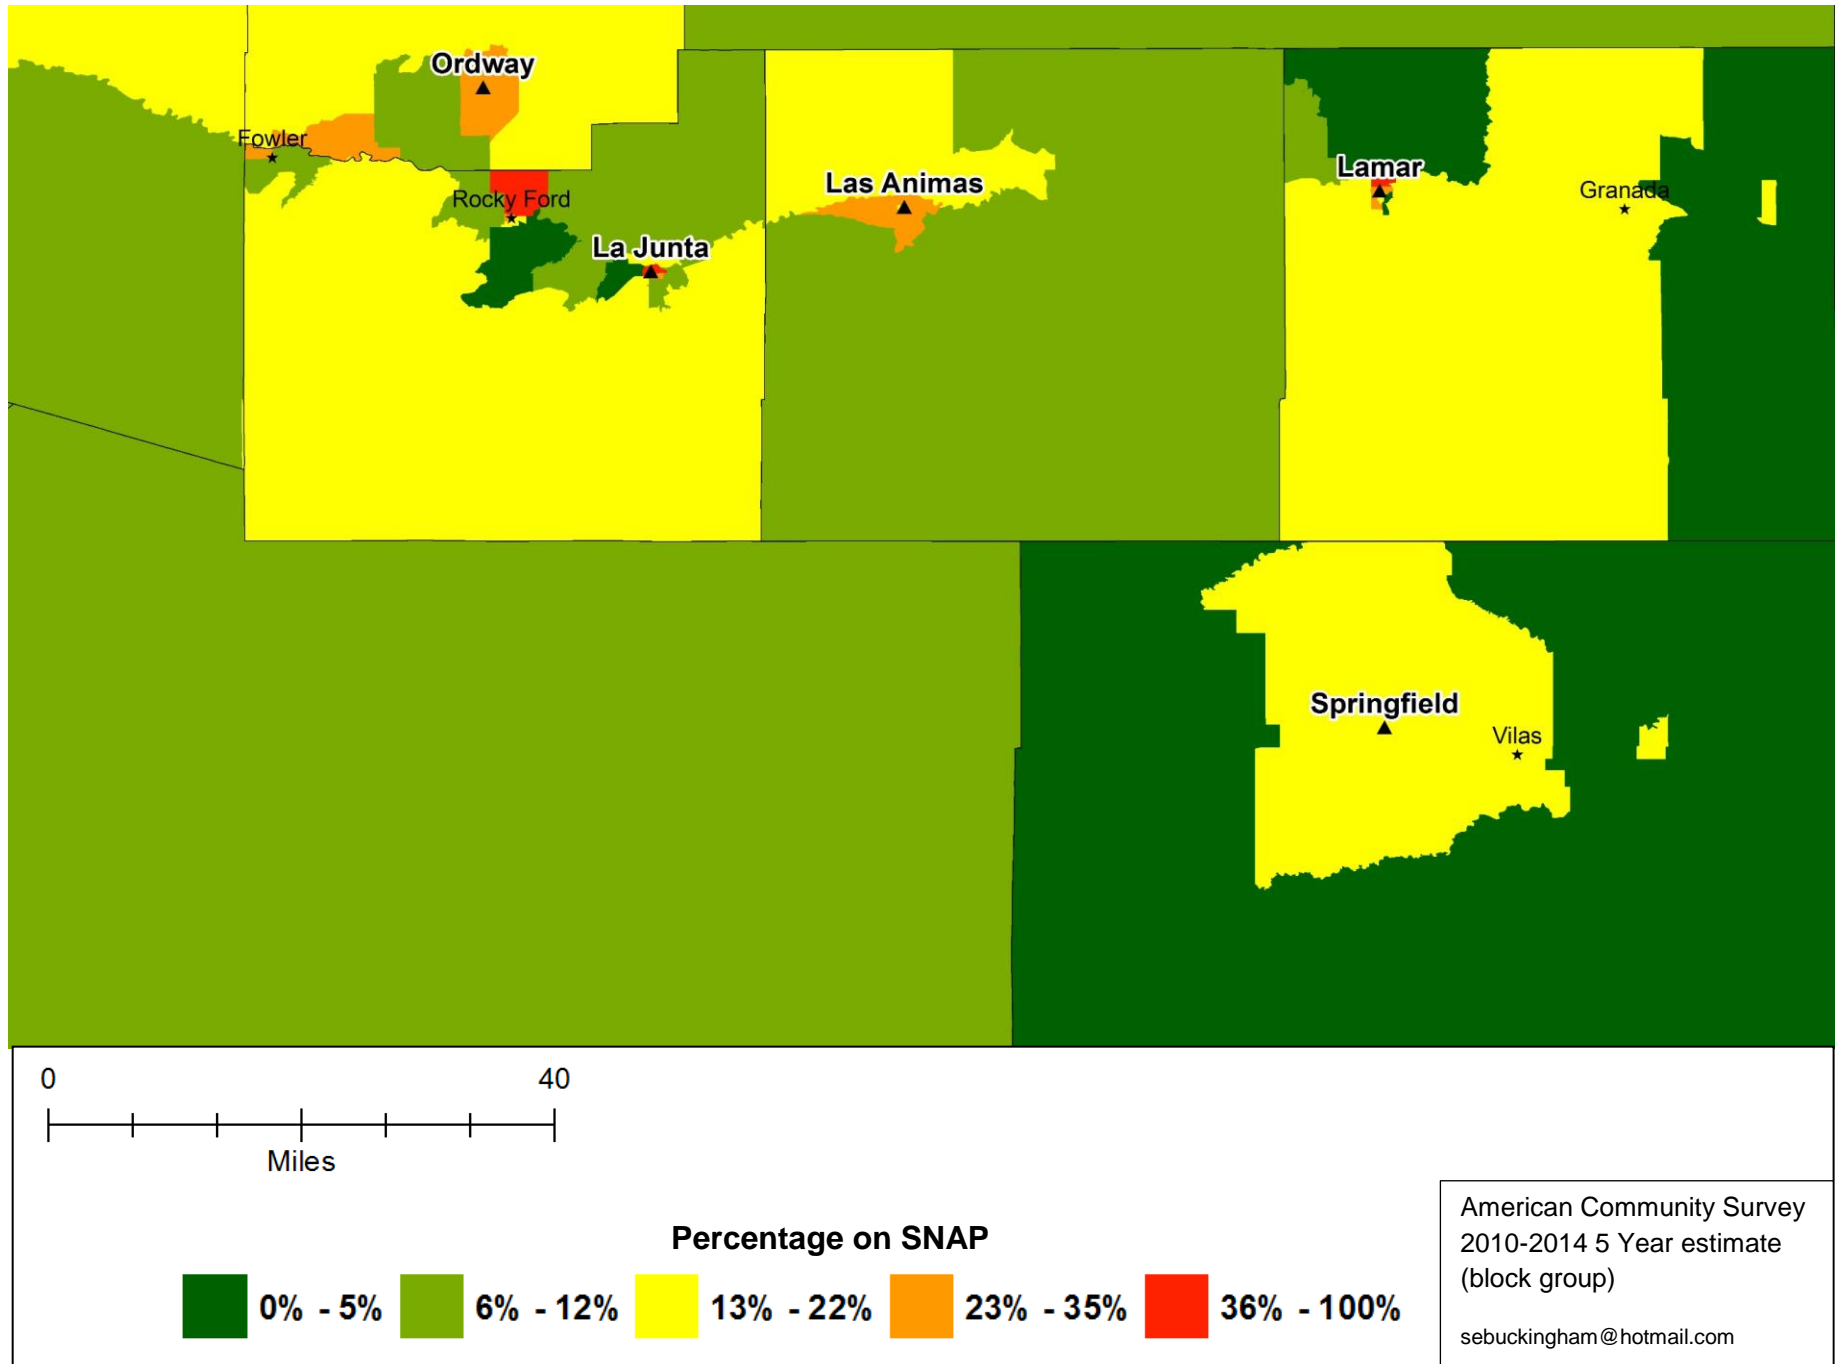 Ordway
Fowler
Rocky Ford
La Junta
Las Animas
Lamar
Granada
Springfield
Vilas
0 40
Miles
Percentage on SNAP
0% - 5% 6% - 12% 13% - 22% 23% - 35% 36% - 100%
American Community Survey
2010-2014 5 Year estimate
(block group)
sebuckingham@hotmail.com